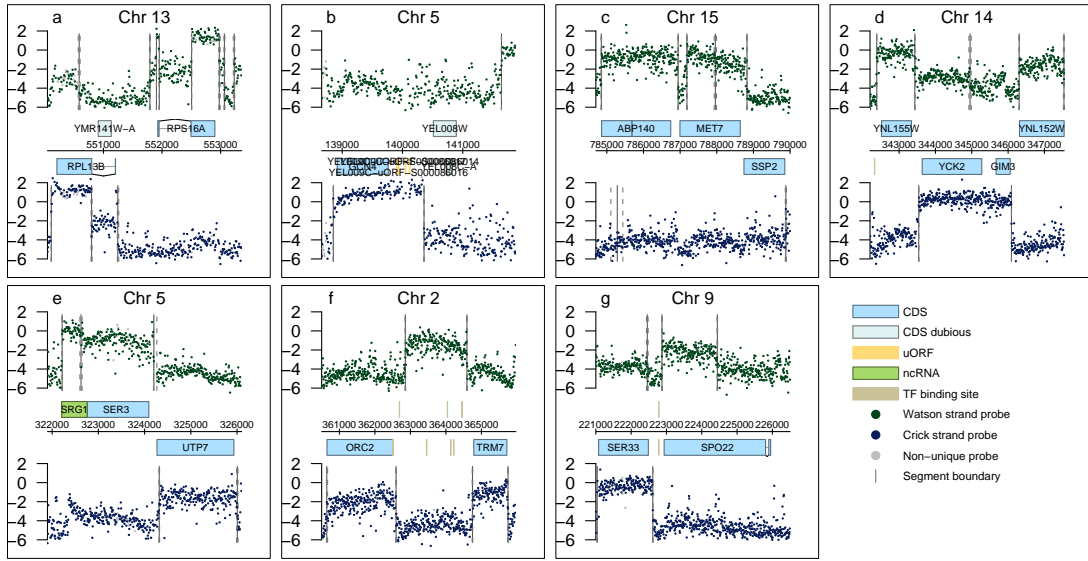 a Chr 13
2
0
−2
−4
−6
YMR141W−A
RPS16A
551000 552000 553000
RPL13B
2
0
−2
−4
−6
b Chr 5
2
0
−2
−4
−6
YEL008W
139000 140000 141000
GCN4
YEL008C−A
YEL009C−uORF−S000086016
2
0
−2
−4
−6
c Chr 15
2
0
−2
−4
−6
ABP140 MET7
785000 786000 787000 788000 789000 790000
SSP2
2
0
−2
−4
−6
d Chr 14
2
0
−2
−4
−6
YNL155W YNL152W
343000 344000 345000 346000 347000
YCK2 GIM3
2
0
−2
−4
−6
e Chr 5
2
0
−2
−4
−6
SRG1 SER3
322000 323000 324000 325000 326000
UTP7
2
0
−2
−4
−6
f Chr 2
2
0
−2
−4
−6
361000 362000 363000 364000 365000
ORC2 TRM7
2
0
−2
−4
−6
g Chr 9
2
0
−2
−4
−6
221000 222000 223000 224000 225000 226000
SER33 SPO22
2
0
−2
−4
−6
CDS
CDS dubious
uORF
ncRNA
TF binding site
Watson strand probe
Crick strand probe
Non−unique probe
Segment boundary